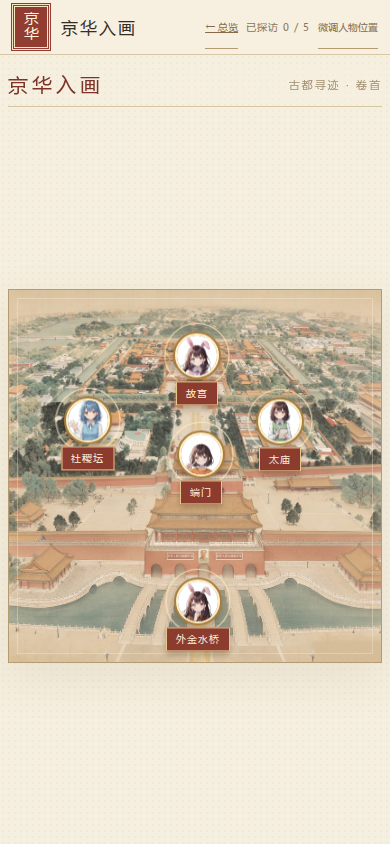 京华
京华入画
← 总览 已探访 0 / 5 微调人物位置
京华入画
古都寻迹 · 卷首
故宫
社稷坛
太庙
端门
外金水桥